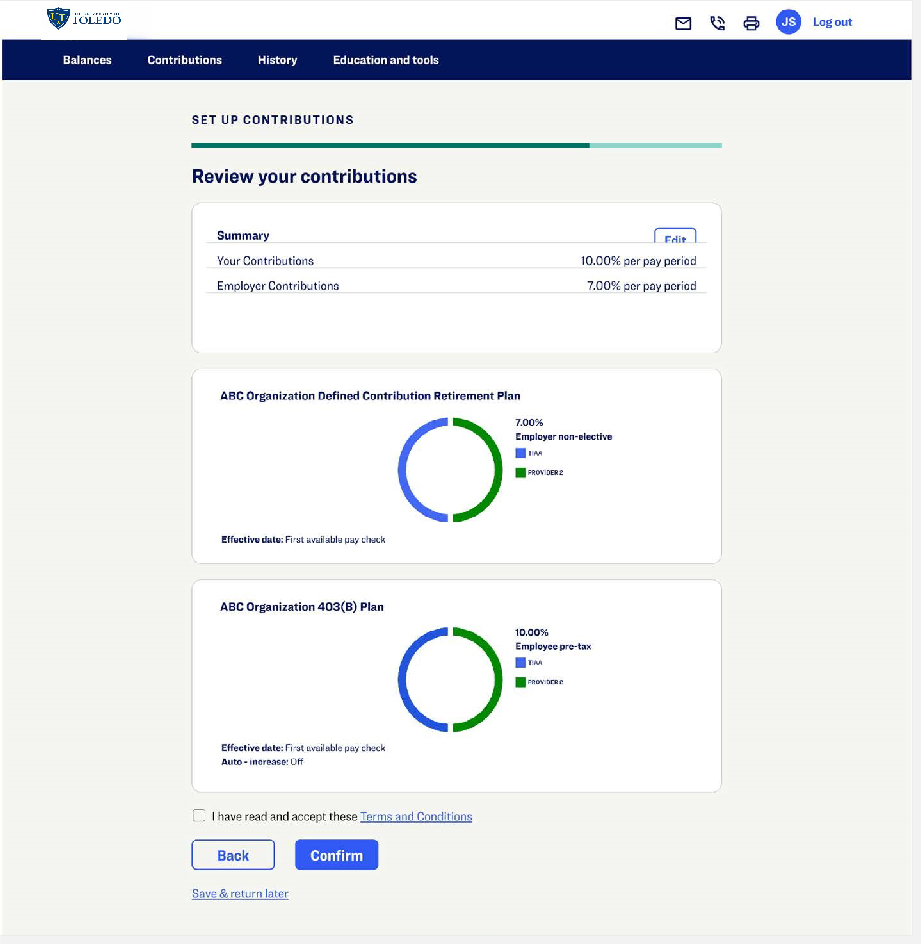 TOLEDO
JS
Log out
Balances
Contributions
History
Education and tools
SET UP CONTRIBUTIONS
Review your contributions
Summary
Edit
Your Contributions
10.00% per pay period
Employer Contributions
7.00% per pay period
ABC Organization Defined Contribution Retirement Plan
7.00%
Employer non-elective
TIAA
PROVIDER 2
Effective date: First available pay check
ABC Organization 403(B) Plan
10.00%
Employee pre-tax
TIAA
PROVIDER 2
Effective date: First available pay check
Auto - increase: Off
I have read and accept these Terms and Conditions
Back
Confirm
Save & return later